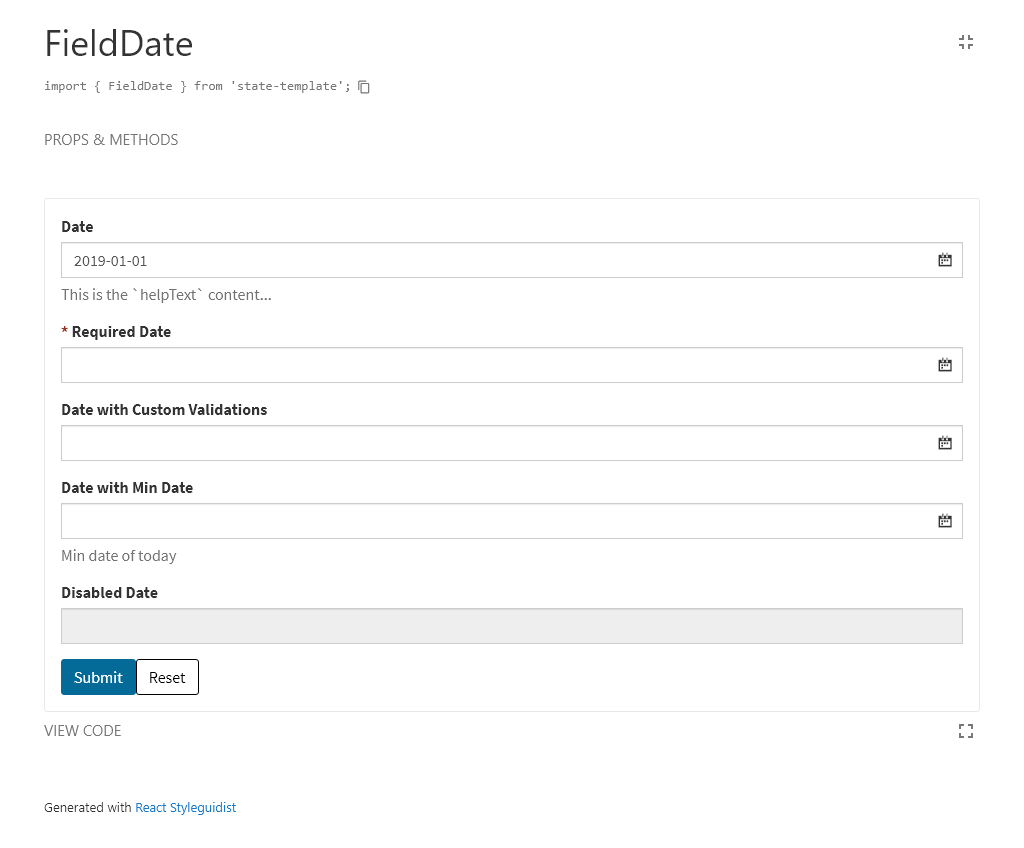 FieldDate
import { FieldDate } from 'state-template';
PROPS & METHODS
Date
2019-01-01
This is the `helpText` content...
* Required Date
Date with Custom Validations
Date with Min Date
Min date of today
Disabled Date
Submit Reset
VIEW CODE
Generated with React Styleguidist